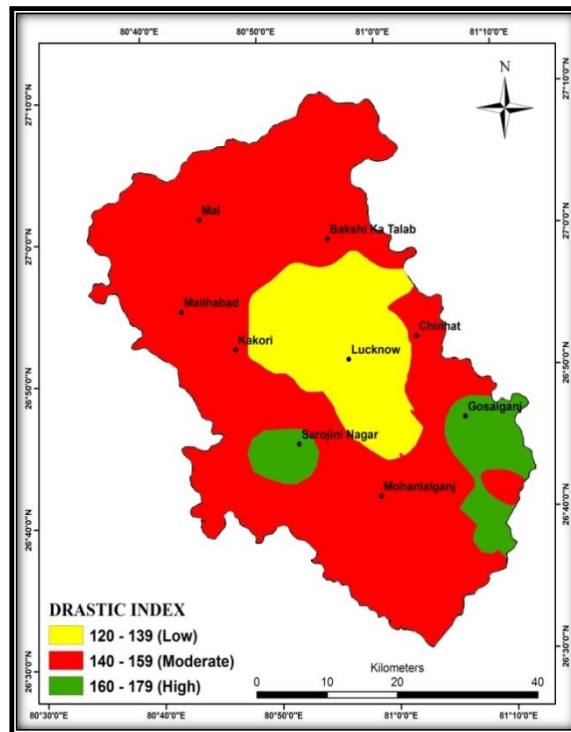 80°40'0"E 80°50'0"E 81°0'0"E 81°10'0"E
N
27°10'0"N
27°10'0"N
Mal
Bakshi Ka Talab
27°0'0"N
27°0'0"N
Malihabad
Chinhat
Kakori
Lucknow
26°50'0"N
26°50'0"N
Gosaiganj
Sarojini Nagar
Mohanlalganj
26°40'0"N
26°40'0"N
DRASTIC INDEX
120 - 139 (Low)
140 - 159 (Moderate)
160 - 179 (High)
Kilometers
0 10 20 40
26°30'0"N
26°30'0"N
80°30'0"E 80°40'0"E 80°50'0"E 81°0'0"E 81°10'0"E